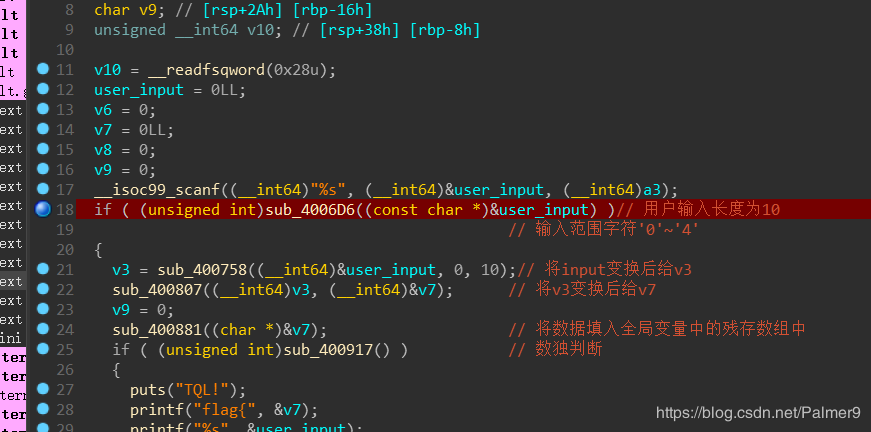 lt
8 char v9; // [rsp+2Ah] [rbp-16h]
lt
9 unsigned __int64 v10; // [rsp+38h] [rbp-8h]
lt
10
lt
11 v10 = __readfsqword(0x28u);
lt.g
12 user_input = 0LL;
ext
13 v6 = 0;
ext
14 v7 = 0LL;
ext
15 v8 = 0;
ext
16 v9 = 0;
ext
17 __isoc99_scanf((__int64)"%s", (__int64)&user_input, (__int64)a3);
ext
18 if ( (unsigned int)sub_4006D6((const char *)&user_input) )// 用户输入长度为10
ext
19 // 输入范围字符'0'~'4'
ext
20 {
ext
21 v3 = sub_400758((__int64)&user_input, 0, 10);// 将input变换后给v3
ext
22 sub_400807((__int64)v3, (__int64)&v7); // 将v3变换后给v7
ext
23 v9 = 0;
ext
24 sub_400881((char *)&v7); // 将数据填入全局变量中的残存数组中
ini
25 if ( (unsigned int)sub_400917() ) // 数独判断
ter
26 {
ter
27 puts("TQL!");
terr
28 printf("flag{", &v7);
ter
29 printf("%s", &user_input);
ter
https://blog.csdn.net/Palmer9